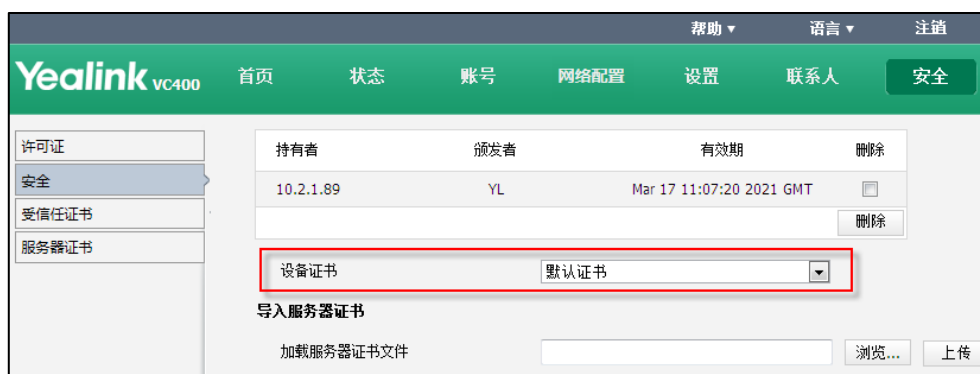 帮助 ▾ 语言 ▾ 注销
Yealink VC400 首页 状态 账号 网络配置 设置 联系人 安全
许可证
安全
受信任证书
服务器证书
持有者 颁发者 有效期 删除
10.2.1.89 YL Mar 17 11:07:20 2021 GMT
删除
设备证书 默认证书
导入服务器证书
加载服务器证书文件 浏览... 上传